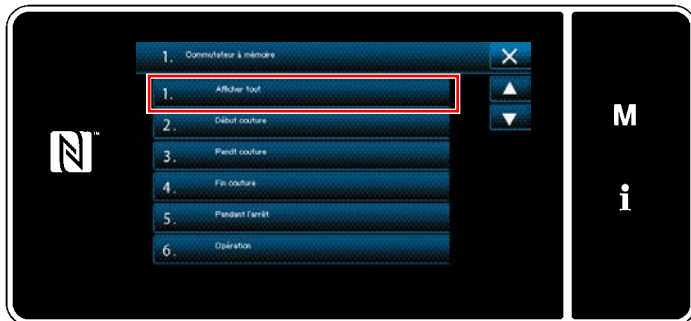 1. Commutateur à mémoire
1. Afficher tout
2. Début couture
3. Pendt couture
4. Fin couture
5. Pendant l'arrêt
6. Opération
M
i